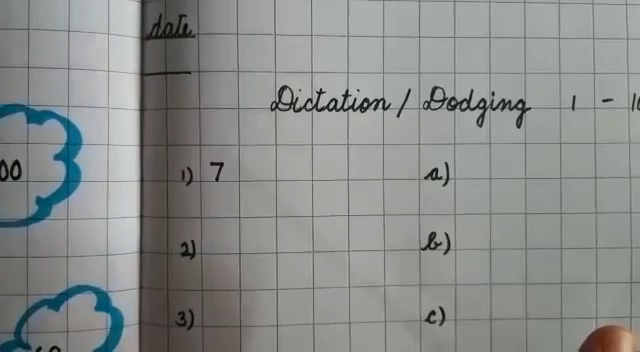 date
Dictation / Dodging 1 - 10
00
1) 7 a)
2) b)
3) c)